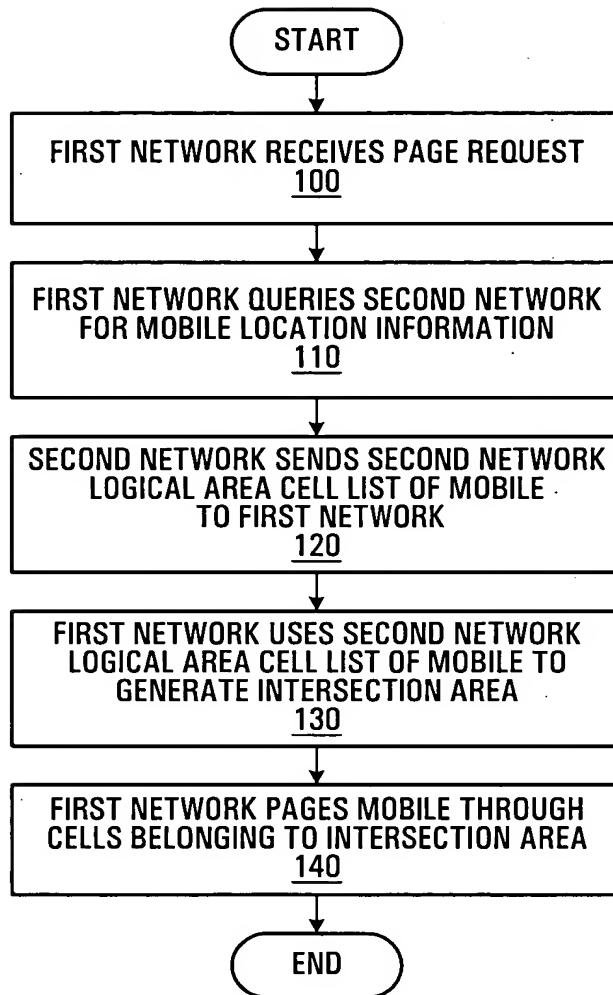 START
FIRST NETWORK RECEIVES PAGE REQUEST
100
FIRST NETWORK QUERIES SECOND NETWORK
FOR MOBILE LOCATION INFORMATION
110
SECOND NETWORK SENDS SECOND NETWORK
LOGICAL AREA CELL LIST OF MOBILE
TO FIRST NETWORK
120
FIRST NETWORK USES SECOND NETWORK
LOGICAL AREA CELL LIST OF MOBILE TO
GENERATE INTERSECTION AREA
130
FIRST NETWORK PAGES MOBILE THROUGH
CELLS BELONGING TO INTERSECTION AREA
140
END